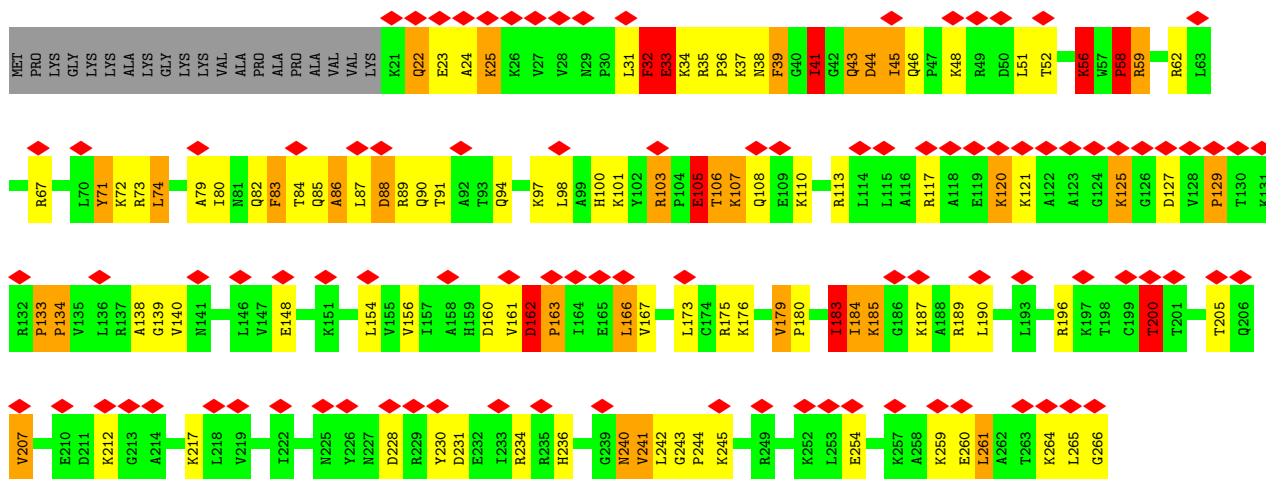 MET PRO LYS GLY LYS LYS ALA LYS GLY LYS LYS VAL ALA PRO ALA PRO ALA VAL VAL LYS K21 Q22 E23 A24 K25 K26 V27 V28 N29 P30 L31 F32 E33 K34 R35 P36 K37 N38 F39 G40 I41 G42 Q43 D44 I45 Q46 P47 K48 R49 D50 L51 T52 K56 W57 P58 R59 R62 L63
R67 L70 Y71 K72 R73 L74 A79 I80 N81 Q82 F83 T84 Q85 A86 L87 D88 R89 Q90 T91 A92 T93 Q94 K97 L98 A99 H100 K101 Y102 R103 P104 E105 T106 K107 Q108 E109 K110 R113 L114 L115 A116 R117 A118 E119 K120 K121 A122 A123 G124 K125 G126 D127 V128 P129 T130 K131
R132 P133 P134 V135 L136 R137 A138 G139 V140 N141 L146 V147 E148 K151 L154 V155 V156 I157 A158 H159 D160 V161 D162 P163 I164 E165 L166 V167 L173 C174 R175 K176 V179 P180 I183 I184 K185 G186 K187 A188 R189 L190 L193 R196 K197 T198 C199 T200 T201 T205 Q206
V207 E210 D211 K212 G213 A214 K217 L218 V219 I222 N225 Y226 N227 D228 R229 Y230 D231 E232 I233 R234 R235 H236 G239 N240 V241 L242 G243 P244 K245 R249 K252 L253 E254 K257 A258 K259 E260 L261 A262 T263 K264 L265 G266